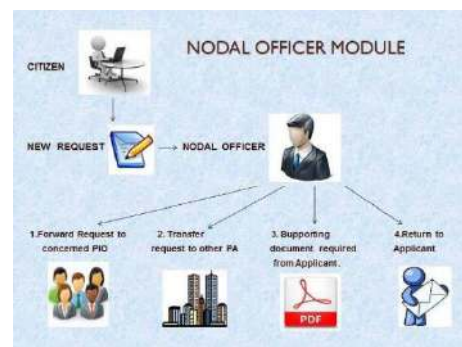 NODAL OFFICER MODULE
CITIZEN
NEW REQUEST
NODAL OFFICER
1.Forward Request to
concerned PIO
2. Transfer
request to other PA
3. Supporting
document required
from Applicant.
4.Return to
Applicant
PDF